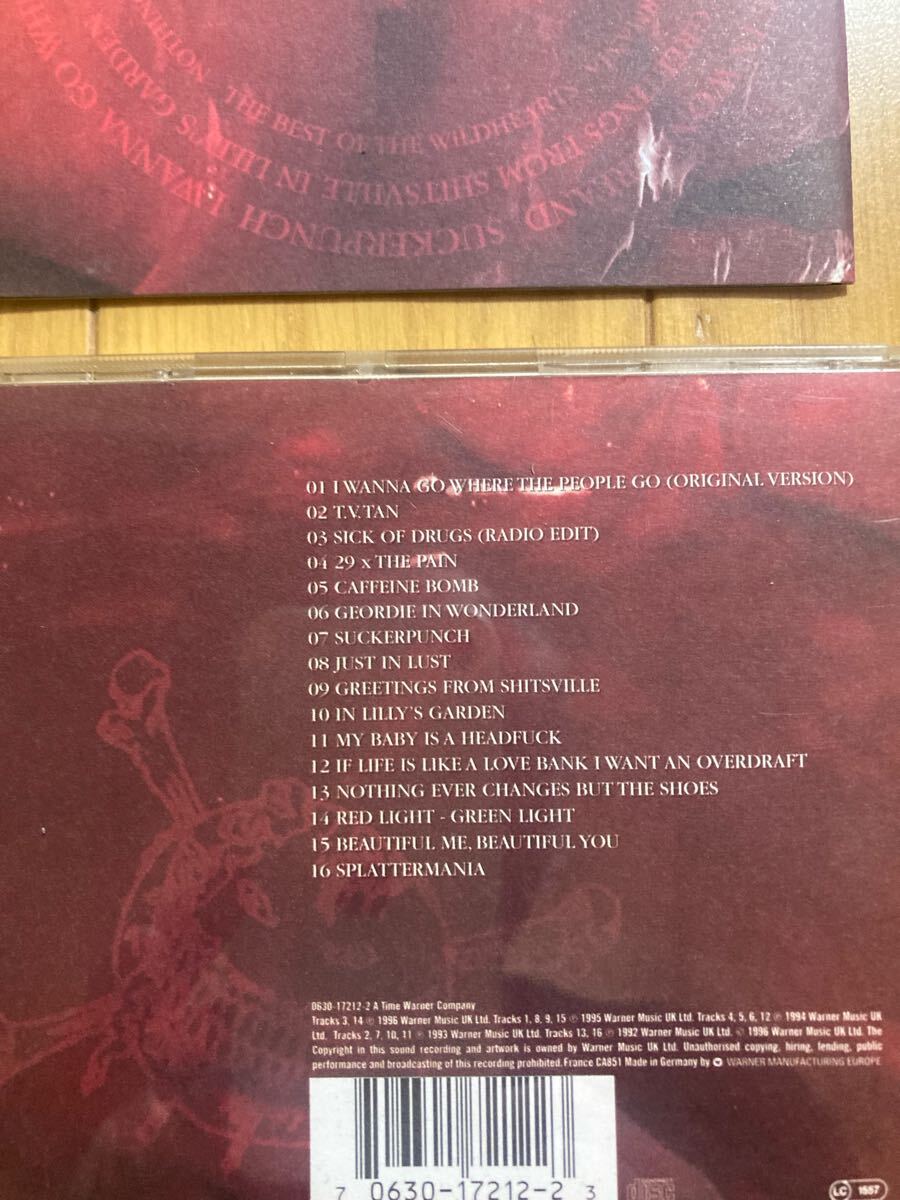 THE BEST OF THE WILDHEARTS
GREETINGS FROM SHITSVILLE IN LILLY'S GARDEN
SUCKERPUNCH I WANNA GO
01 I WANNA GO WHERE THE PEOPLE GO (ORIGINAL VERSION)
02 T.V. TAN
03 SICK OF DRUGS (RADIO EDIT)
04 29 x THE PAIN
05 CAFFEINE BOMB
06 GEORDIE IN WONDERLAND
07 SUCKERPUNCH
08 JUST IN LUST
09 GREETINGS FROM SHITSVILLE
10 IN LILLY'S GARDEN
11 MY BABY IS A HEADFUCK
12 IF LIFE IS LIKE A LOVE BANK I WANT AN OVERDRAFT
13 NOTHING EVER CHANGES BUT THE SHOES
14 RED LIGHT - GREEN LIGHT
15 BEAUTIFUL ME, BEAUTIFUL YOU
16 SPLATTERMANIA
0630-17212-2 A Time Warner Company
Tracks 3, 14 ℗ 1996 Warner Music UK Ltd. Tracks 1, 8, 9, 15 ℗ 1995 Warner Music UK Ltd. Tracks 4, 5, 6, 12 ℗ 1994 Warner Music UK
Ltd. Tracks 2, 7, 10, 11 ℗ 1993 Warner Music UK Ltd. Tracks 13, 16 ℗ 1992 Warner Music UK Ltd. © 1996 Warner Music UK Ltd. The
Copyright in this sound recording and artwork is owned by Warner Music UK Ltd. Unauthorised copying, hiring, lending, public
performance and broadcasting of this recording prohibited. France CA851 Made in Germany by WARNER MANUFACTURING EUROPE
7 0630-17212-2 3
disc
LC 1557